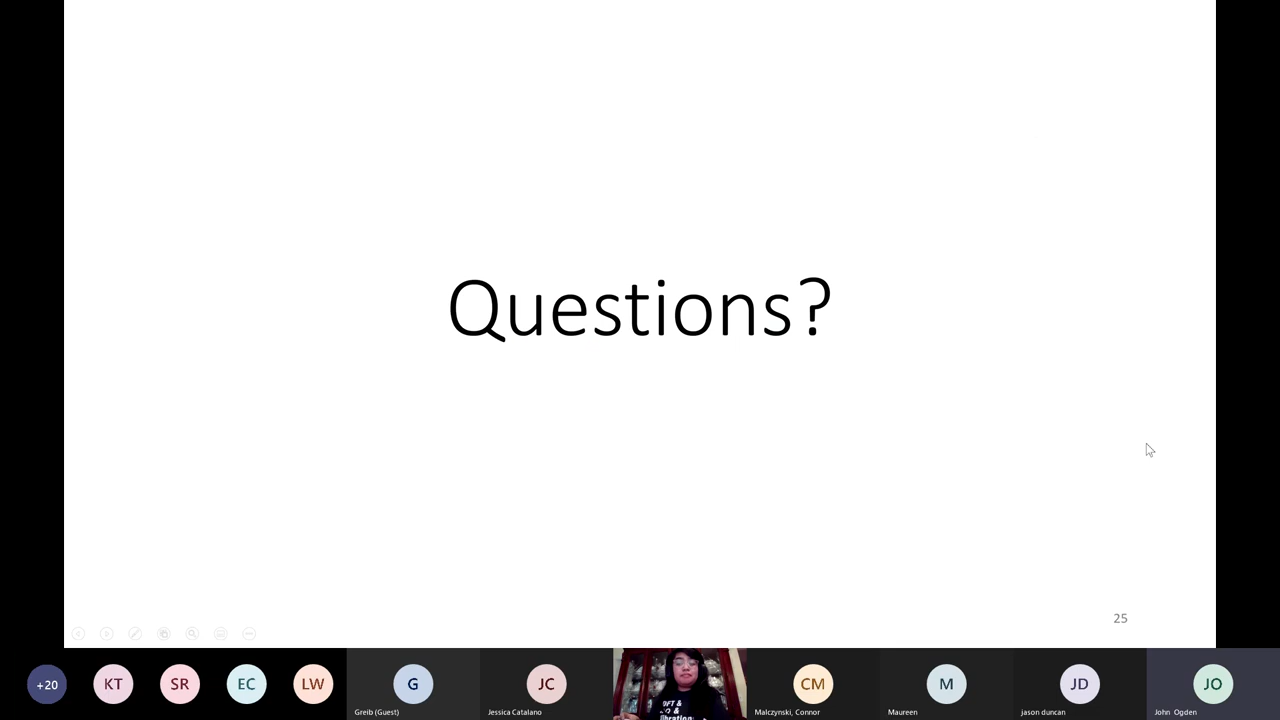 Questions?
25
+20
KT
SR
EC
LW
G
JC
CM
M
JD
JO
Greib (Guest)
Jessica Catalano
Malczynski, Connor
Maureen
jason duncan
John Ogden